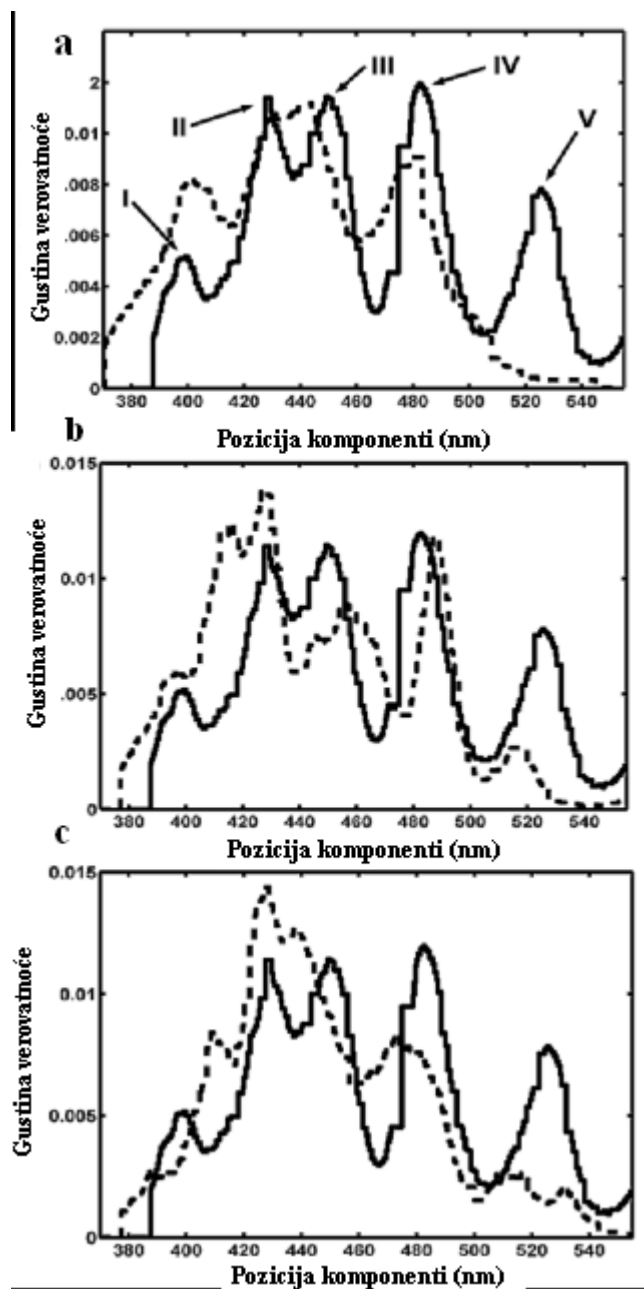 a
I
II
III
IV
V
2
0.01
.008
.006
.004
0.002
0
Gustina verovatnoće
380 400 420 440 460 480 500 520 540
Pozicija komponenti (nm)
b
0.015
0.01
.005
0
Gustina verovatnoće
380 400 420 440 460 480 500 520 540
Pozicija komponenti (nm)
c
0.015
0.01
0.005
0
Gustina verovatnoće
380 400 420 440 460 480 500 520 540
Pozicija komponenti (nm)